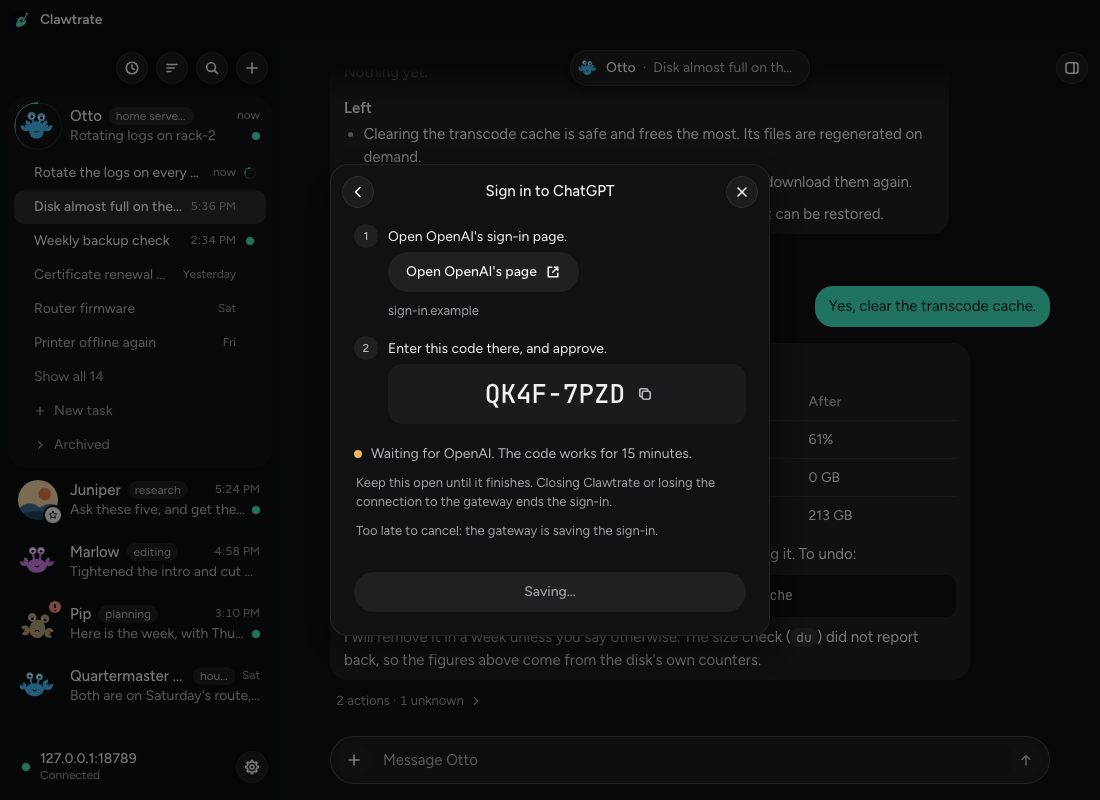 Clawtrate
Otto home serve... now
Rotating logs on rack-2
Rotate the logs on every ... now
Disk almost full on the... 5:36 PM
Weekly backup check 2:34 PM
Certificate renewal ... Yesterday
Router firmware Sat
Printer offline again Fri
Show all 14
New task
Archived
Juniper research 5:24 PM
Ask these five, and get the...
Marlow editing 4:58 PM
Tightened the intro and cut ...
Pip planning 3:10 PM
Here is the week, with Thu...
Quartermaster ... hou... Sat
Both are on Saturday's route,...
127.0.0.1:18789
Connected
Otto · Disk almost full on th...
Nothing yet.
Left
• Clearing the transcode cache is safe and frees the most. Its files are regenerated on
demand.
download them again.
can be restored.
Yes, clear the transcode cache.
After
61%
0 GB
213 GB
it. To undo:
I will remove it in a week unless you say otherwise. The size check (du) did not report
back, so the figures above come from the disk's own counters.
2 actions · 1 unknown
Message Otto
Sign in to ChatGPT
1 Open OpenAI's sign-in page.
Open OpenAI's page
sign-in.example
2 Enter this code there, and approve.
QK4F-7PZD
Waiting for OpenAI. The code works for 15 minutes.
Keep this open until it finishes. Closing Clawtrate or losing the
connection to the gateway ends the sign-in.
Too late to cancel: the gateway is saving the sign-in.
Saving...